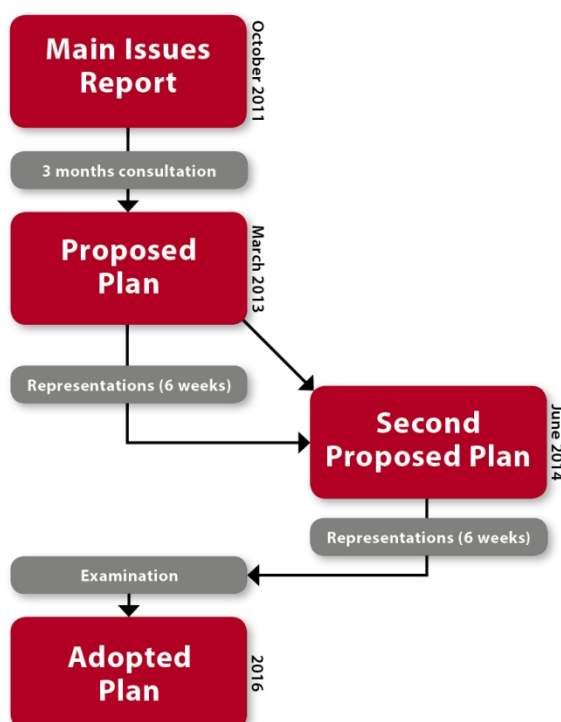 Main Issues
Report
October 2011
3 months consultation
Proposed
Plan
March 2013
Representations (6 weeks)
Second
Proposed Plan
June 2014
Representations (6 weeks)
Examination
Adopted
Plan
2016